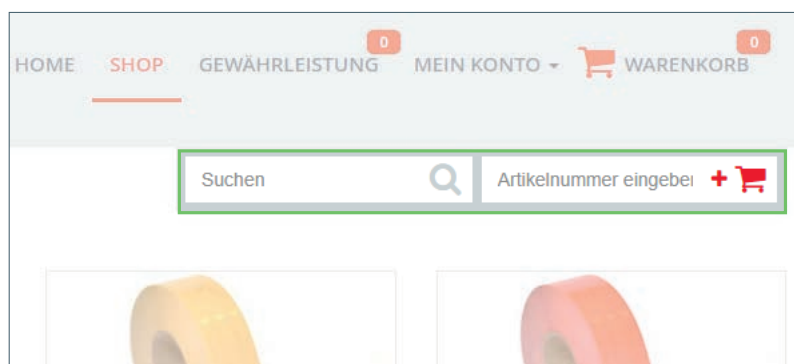 0 0
HOME SHOP GEWÄHRLEISTUNG MEIN KONTO WARENKORB
Suchen Artikelnummer eingeber +